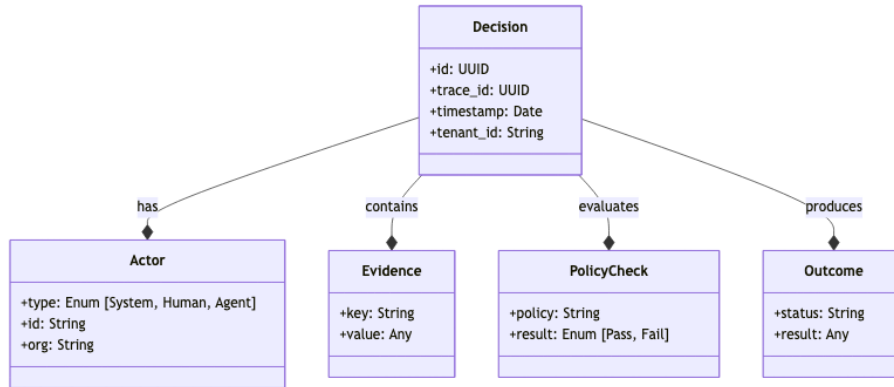 Decision
+id: UUID
+trace_id: UUID
+timestamp: Date
+tenant_id: String
has
contains
evaluates
produces
Actor
+type: Enum [System, Human, Agent]
+id: String
+org: String
Evidence
+key: String
+value: Any
PolicyCheck
+policy: String
+result: Enum [Pass, Fail]
Outcome
+status: String
+result: Any